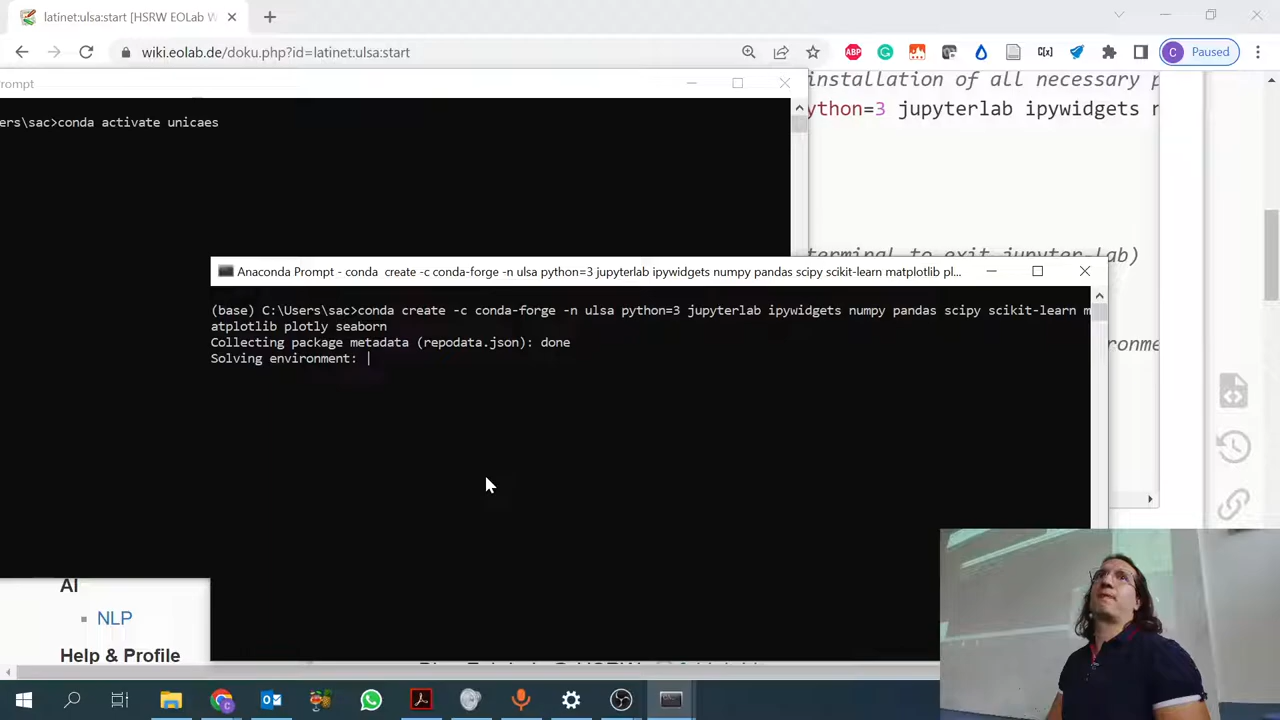 latinet:ulsa:start [HSRW EOLab W
wiki.eolab.de/doku.php?id=latinet:ulsa:start
ABP
C[x]
C
Paused
rompt
installation of all necessary p
ers\sac>conda activate unicaes
ython=3 jupyterlab ipywidgets n
terminal to exit jupyter-lab)
Anaconda Prompt - conda  create -c conda-forge -n ulsa python=3 jupyterlab ipywidgets numpy pandas scipy scikit-learn matplotlib pl...
(base) C:\Users\sac>conda create -c conda-forge -n ulsa python=3 jupyterlab ipywidgets numpy pandas scipy scikit-learn m
atplotlib plotly seaborn
Collecting package metadata (repodata.json): done
Solving environment: |
ronme
AI
NLP
Help & Profile